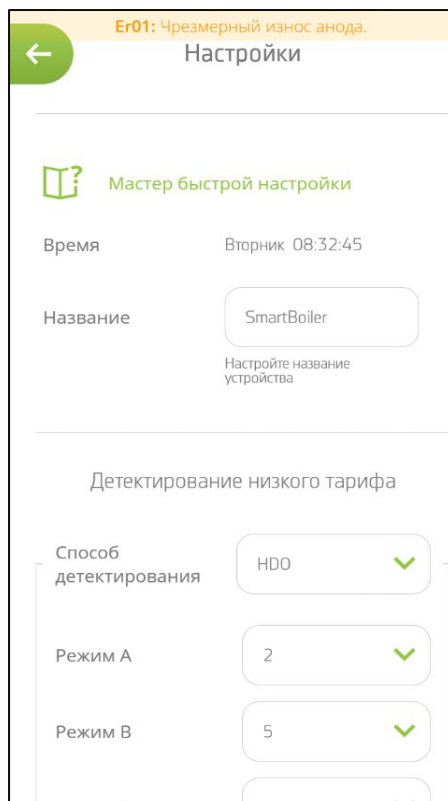 Er01: Чрезмерный износ анода.
Настройки
Мастер быстрой настройки
Время Вторник 08:32:45
Название SmartBoiler
Настройте название
устройства
Детектирование низкого тарифа
Способ
детектирования HDO
Режим A 2
Режим B 5